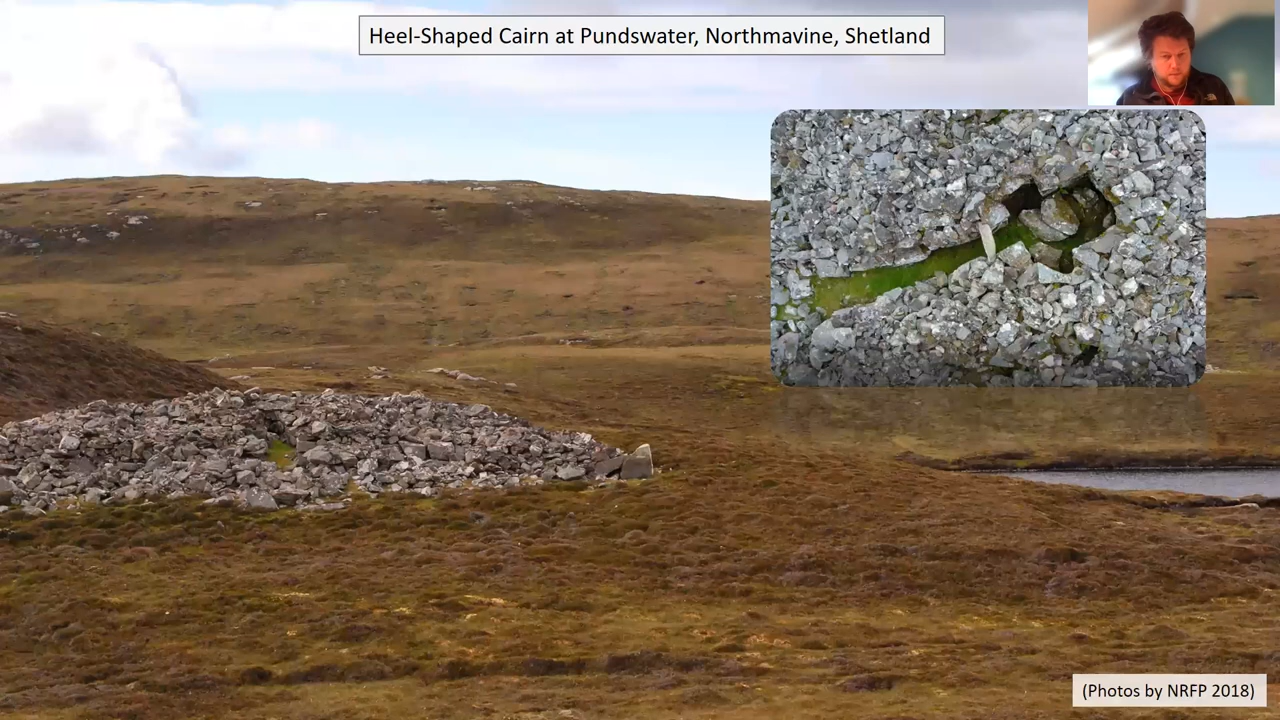 Heel-Shaped Cairn at Pundswater, Northmavine, Shetland
(Photos by NRFP 2018)